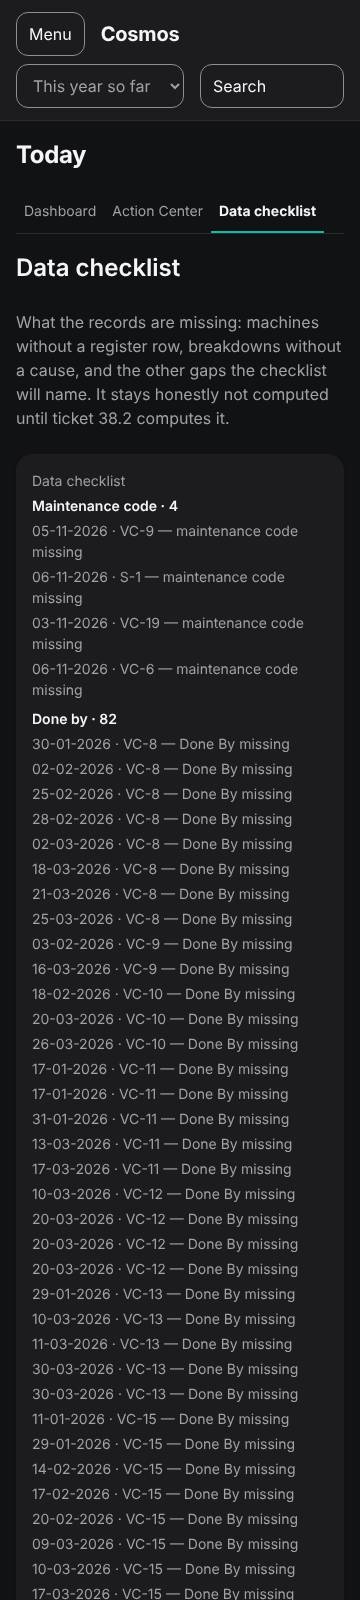 Menu
Cosmos
This year so far
Search
Today
Dashboard
Action Center
Data checklist
Data checklist
What the records are missing: machines
without a register row, breakdowns without
a cause, and the other gaps the checklist
will name. It stays honestly not computed
until ticket 38.2 computes it.
Data checklist
Maintenance code · 4
05-11-2026 · VC-9 — maintenance code
missing
06-11-2026 · S-1 — maintenance code
missing
03-11-2026 · VC-19 — maintenance code
missing
06-11-2026 · VC-6 — maintenance code
missing
Done by · 82
30-01-2026 · VC-8 — Done By missing
02-02-2026 · VC-8 — Done By missing
25-02-2026 · VC-8 — Done By missing
28-02-2026 · VC-8 — Done By missing
02-03-2026 · VC-8 — Done By missing
18-03-2026 · VC-8 — Done By missing
21-03-2026 · VC-8 — Done By missing
25-03-2026 · VC-8 — Done By missing
03-02-2026 · VC-9 — Done By missing
16-03-2026 · VC-9 — Done By missing
18-02-2026 · VC-10 — Done By missing
20-03-2026 · VC-10 — Done By missing
26-03-2026 · VC-10 — Done By missing
17-01-2026 · VC-11 — Done By missing
17-01-2026 · VC-11 — Done By missing
31-01-2026 · VC-11 — Done By missing
13-03-2026 · VC-11 — Done By missing
17-03-2026 · VC-11 — Done By missing
10-03-2026 · VC-12 — Done By missing
20-03-2026 · VC-12 — Done By missing
20-03-2026 · VC-12 — Done By missing
20-03-2026 · VC-12 — Done By missing
29-01-2026 · VC-13 — Done By missing
10-03-2026 · VC-13 — Done By missing
11-03-2026 · VC-13 — Done By missing
30-03-2026 · VC-13 — Done By missing
30-03-2026 · VC-13 — Done By missing
11-01-2026 · VC-15 — Done By missing
29-01-2026 · VC-15 — Done By missing
14-02-2026 · VC-15 — Done By missing
17-02-2026 · VC-15 — Done By missing
20-02-2026 · VC-15 — Done By missing
09-03-2026 · VC-15 — Done By missing
10-03-2026 · VC-15 — Done By missing
17-03-2026 · VC-15 — Done By missing